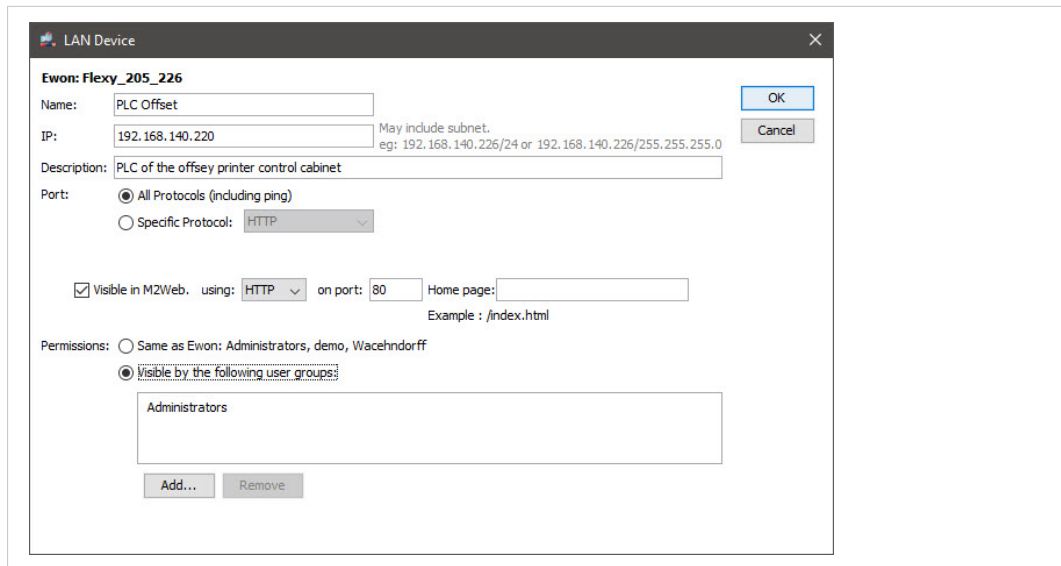 LAN Device
Ewon: Flexy_205_226
Name: PLC Offset
OK
IP: 192.168.140.220 May include subnet.
eg: 192.168.140.226/24 or 192.168.140.226/255.255.255.0
Cancel
Description: PLC of the offsey printer control cabinet
Port: All Protocols (including ping)
Specific Protocol: HTTP
Visible in M2Web. using: HTTP on port: 80 Home page:
Example : /index.html
Permissions: Same as Ewon: Administrators, demo, Wacehndorff
Visible by the following user groups:
Administrators
Add... Remove